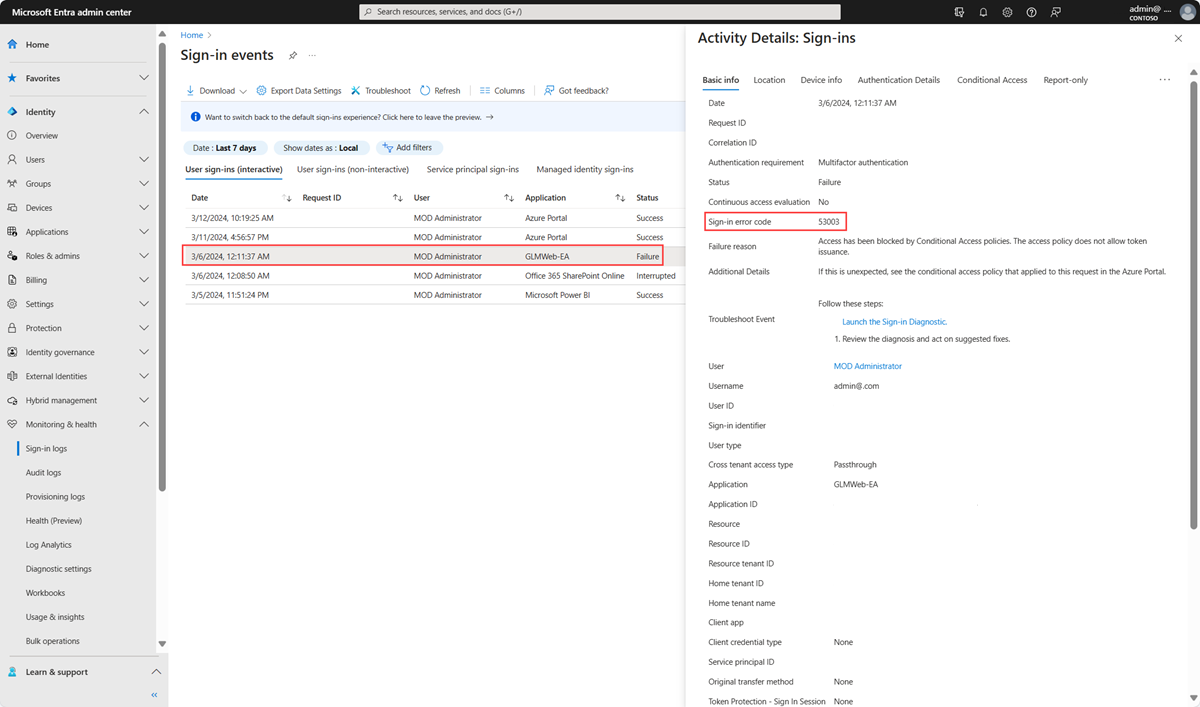 Microsoft Entra admin center
Search resources, services, and docs (G+/)
admin@ ....
CONTOSO
Home
Favorites
Identity
Overview
Users
Groups
Devices
Applications
Roles & admins
Billing
Settings
Protection
Identity governance
External Identities
Hybrid management
Monitoring & health
Sign-in logs
Audit logs
Provisioning logs
Health (Preview)
Log Analytics
Diagnostic settings
Workbooks
Usage & insights
Bulk operations
Learn & support
Home >
Sign-in events
Download Export Data Settings Troubleshoot Refresh Columns Got feedback?
Want to switch back to the default sign-ins experience? Click here to leave the preview. →
Date : Last 7 days Show dates as : Local Add filters
User sign-ins (interactive) User sign-ins (non-interactive) Service principal sign-ins Managed identity sign-ins
Date Request ID User Application Status
3/12/2024, 10:19:25 AM MOD Administrator Azure Portal Success
3/11/2024, 4:56:57 PM MOD Administrator Azure Portal Success
3/6/2024, 12:11:37 AM MOD Administrator GLMWeb-EA Failure
3/6/2024, 12:08:50 AM MOD Administrator Office 365 SharePoint Online Interrupted
3/5/2024, 11:51:24 PM MOD Administrator Microsoft Power BI Success
Activity Details: Sign-ins
Basic info Location Device info Authentication Details Conditional Access Report-only
Date 3/6/2024, 12:11:37 AM
Request ID
Correlation ID
Authentication requirement Multifactor authentication
Status Failure
Continuous access evaluation No
Sign-in error code 53003
Failure reason Access has been blocked by Conditional Access policies. The access policy does not allow token
issuance.
Additional Details If this is unexpected, see the conditional access policy that applied to this request in the Azure Portal.
Follow these steps:
Troubleshoot Event Launch the Sign-in Diagnostic.
1. Review the diagnosis and act on suggested fixes.
User MOD Administrator
Username admin@.com
User ID
Sign-in identifier
User type
Cross tenant access type Passthrough
Application GLMWeb-EA
Application ID
Resource
Resource ID
Resource tenant ID
Home tenant ID
Home tenant name
Client app
Client credential type None
Service principal ID
Original transfer method None
Token Protection - Sign In Session None